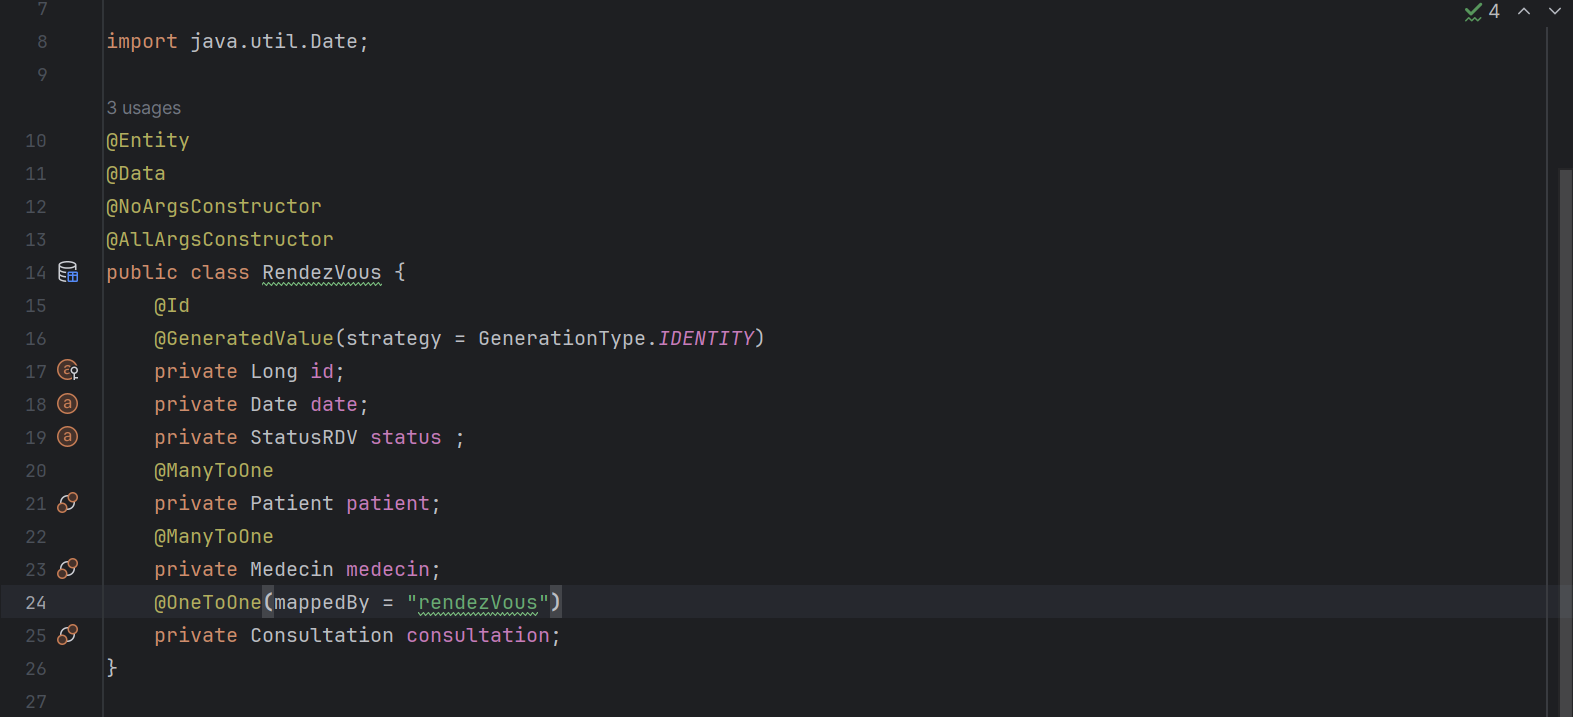 4
7
8 import java.util.Date;
9
3 usages
10 @Entity
11 @Data
12 @NoArgsConstructor
13 @AllArgsConstructor
14 public class RendezVous {
15 @Id
16 @GeneratedValue(strategy = GenerationType.IDENTITY)
17 private Long id;
18 private Date date;
19 private StatusRDV status ;
20 @ManyToOne
21 private Patient patient;
22 @ManyToOne
23 private Medecin medecin;
24 @OneToOne(mappedBy = "rendezVous")
25 private Consultation consultation;
26 }
27